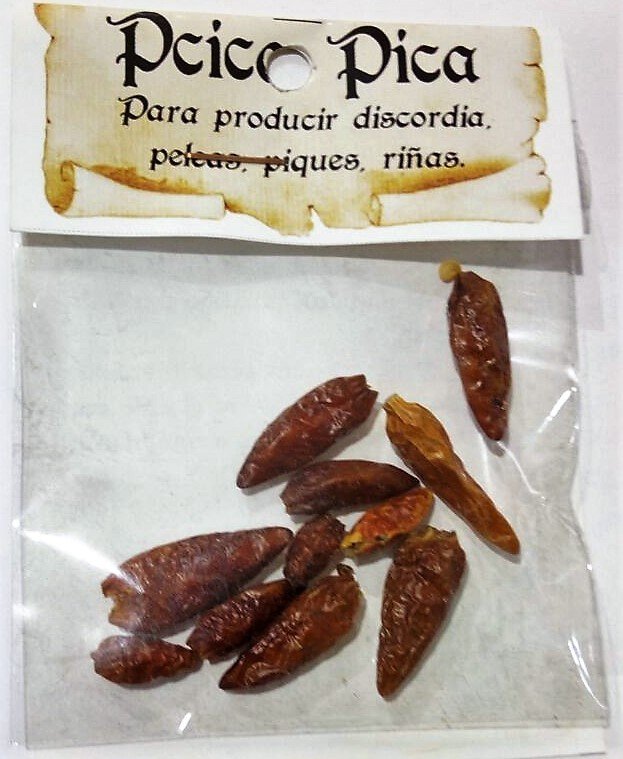 Pcico Pica
Para producir discordia,
peleas, piques, riñas.